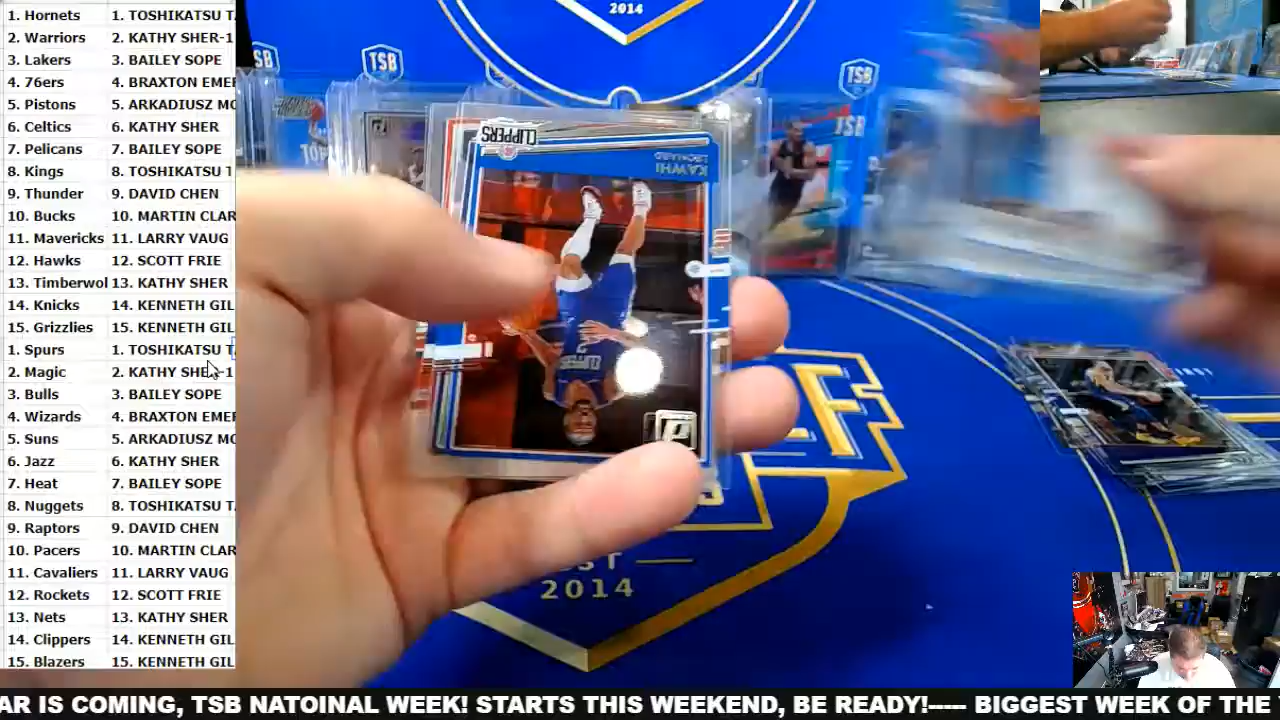 1. Hornets 1. TOSHIKATSU T
2. Warriors 2. KATHY SHER-1
3. Lakers 3. BAILEY SOPE
4. 76ers 4. BRAXTON EMER
5. Pistons 5. ARKADIUSZ MO
6. Celtics 6. KATHY SHER
7. Pelicans 7. BAILEY SOPE
8. Kings 8. TOSHIKATSU T
9. Thunder 9. DAVID CHEN
10. Bucks 10. MARTIN CLAR
11. Mavericks 11. LARRY VAUG
12. Hawks 12. SCOTT FRIE
13. Timberwol 13. KATHY SHER
14. Knicks 14. KENNETH GIL
15. Grizzlies 15. KENNETH GIL
1. Spurs 1. TOSHIKATSU T
2. Magic 2. KATHY SHER-1
3. Bulls 3. BAILEY SOPE
4. Wizards 4. BRAXTON EMER
5. Suns 5. ARKADIUSZ MO
6. Jazz 6. KATHY SHER
7. Heat 7. BAILEY SOPE
8. Nuggets 8. TOSHIKATSU T
9. Raptors 9. DAVID CHEN
10. Pacers 10. MARTIN CLAR
11. Cavaliers 11. LARRY VAUG
12. Rockets 12. SCOTT FRIE
13. Nets 13. KATHY SHER
14. Clippers 14. KENNETH GIL
15. Blazers 15. KENNETH GIL
2014
TSB
TSB
TSB
CLIPPERS
KAWHI
LEONARD
2014
AR IS COMING, TSB NATOINAL WEEK! STARTS THIS WEEKEND, BE READY!----- BIGGEST WEEK OF THE